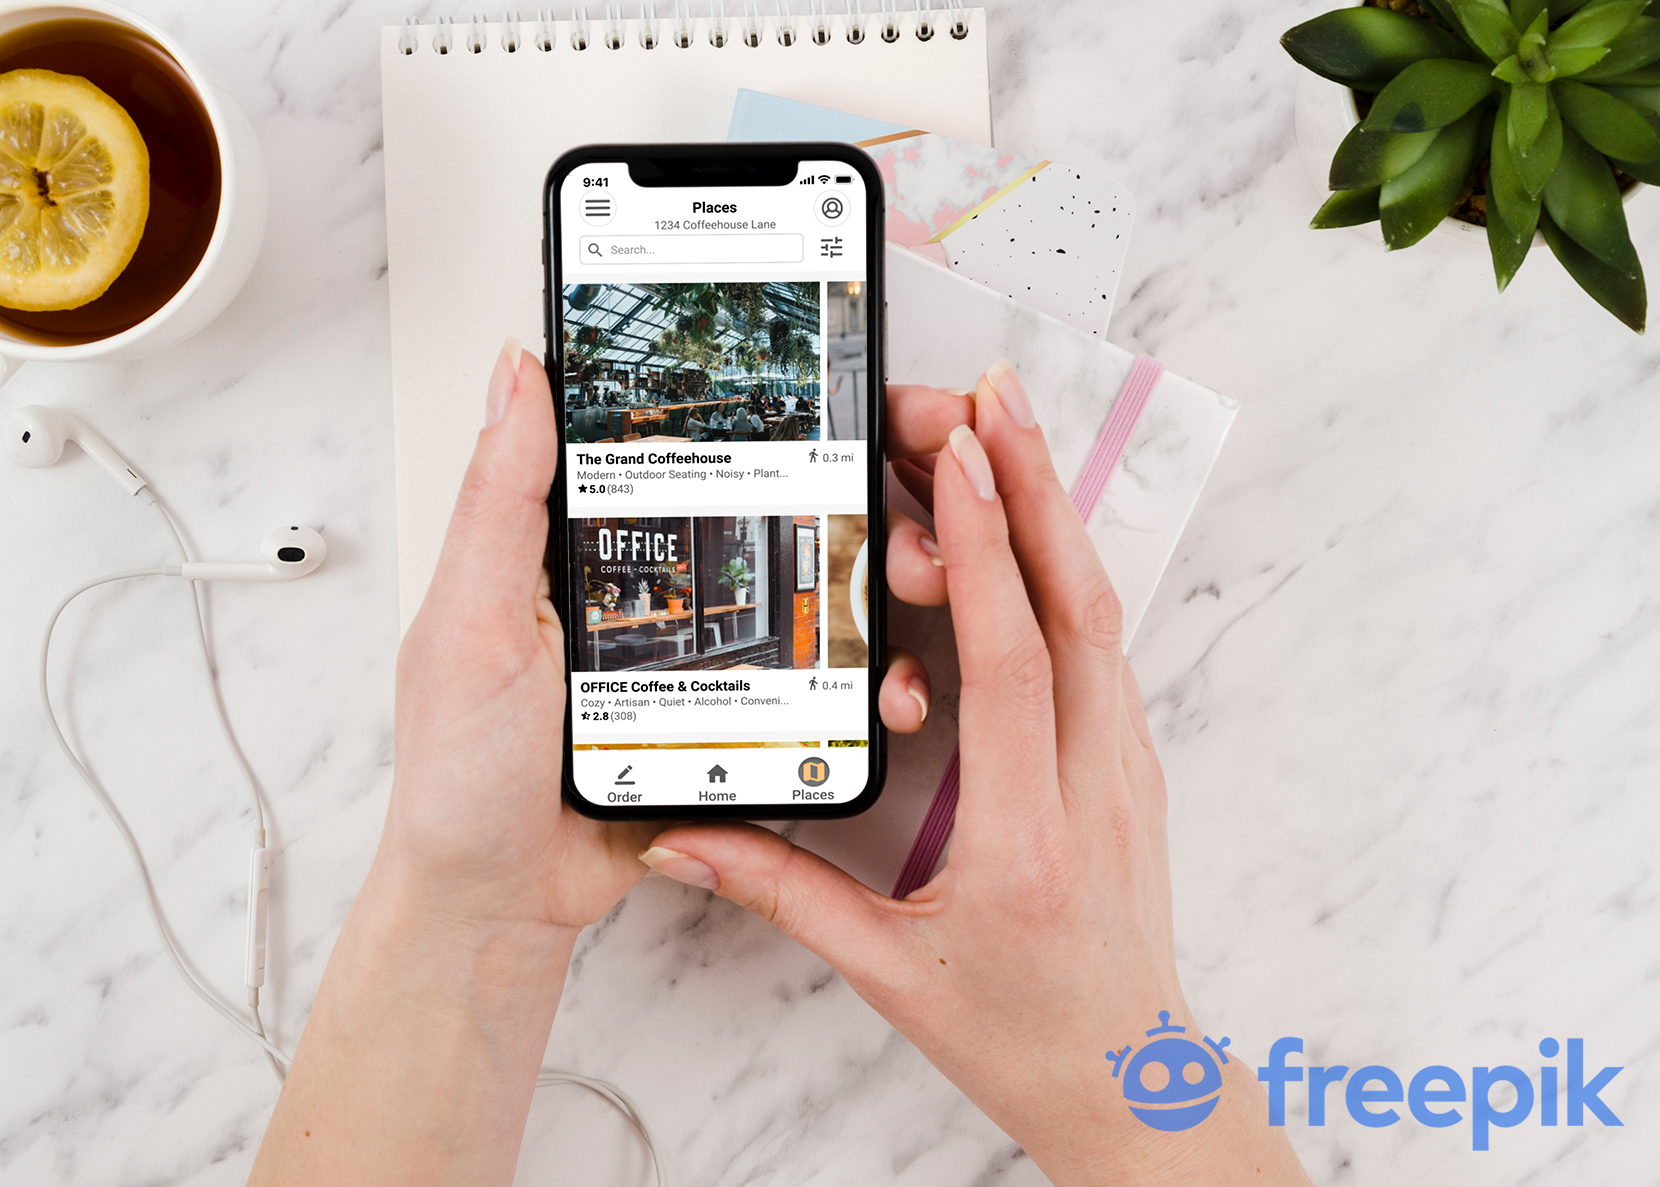 9:41
Places
1234 Coffeehouse Lane
Search...
The Grand Coffeehouse
0.3 mi
Modern • Outdoor Seating • Noisy • Plant...
★ 5.0 (843)
OFFICE
COFFEE - COCKTAILS
OFFICE Coffee & Cocktails
0.4 mi
Cozy • Artisan • Quiet • Alcohol • Conveni...
2.8 (308)
Order
Home
Places
freepik